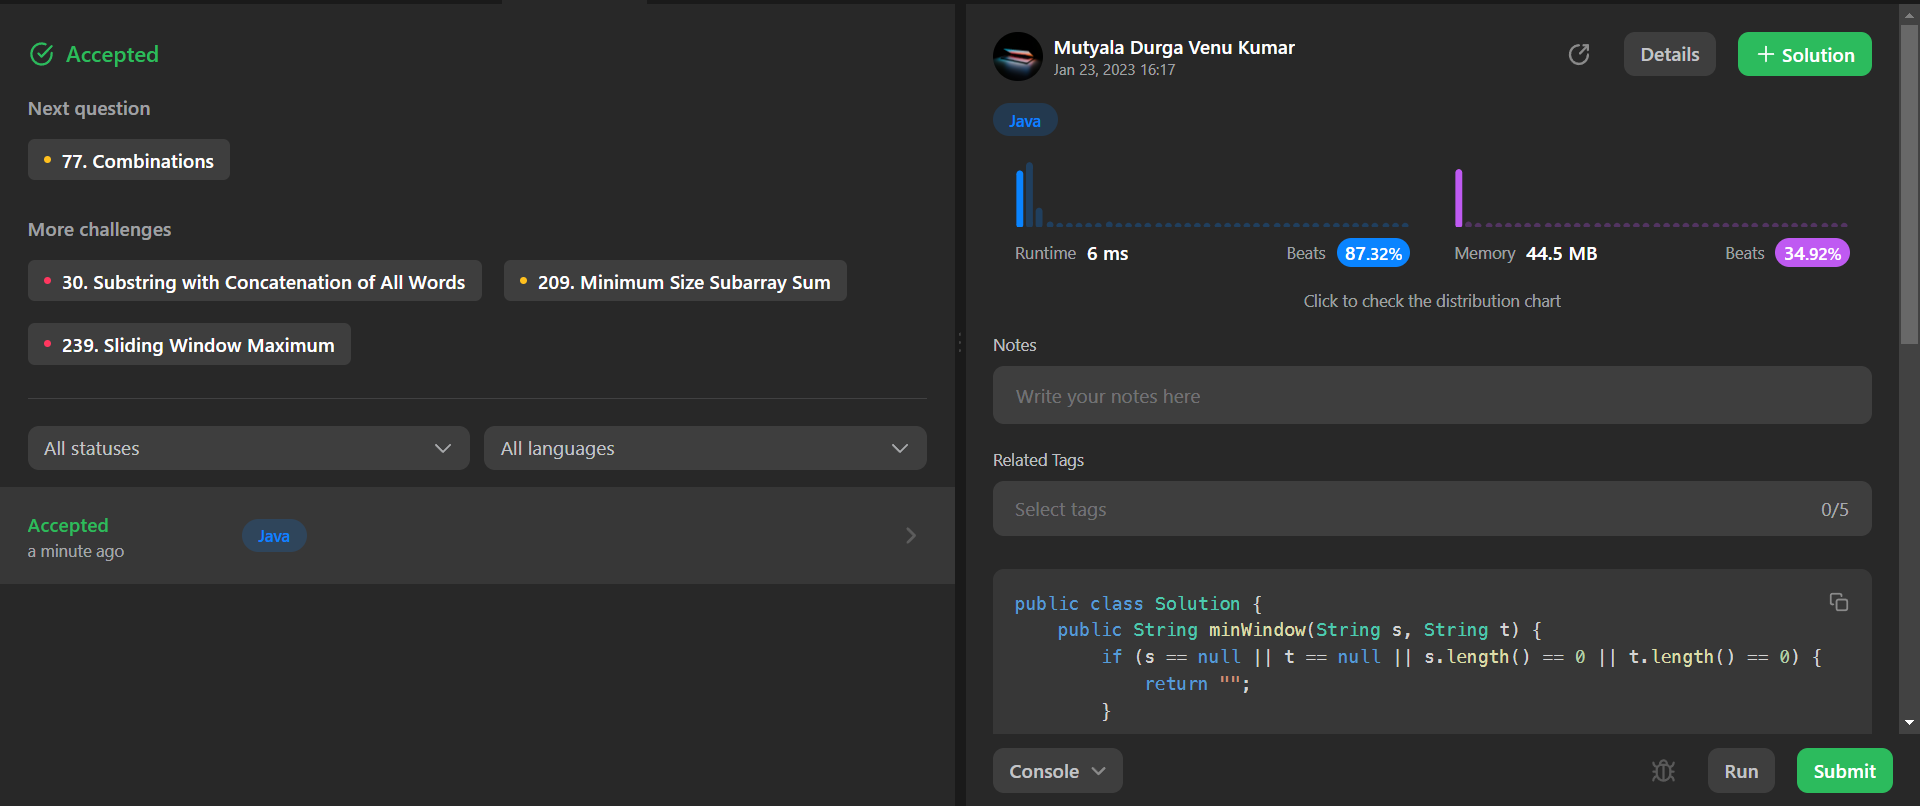 Accepted
Next question
77. Combinations
More challenges
30. Substring with Concatenation of All Words
209. Minimum Size Subarray Sum
239. Sliding Window Maximum
All statuses
All languages
Accepted
a minute ago
Java
Mutyala Durga Venu Kumar
Jan 23, 2023 16:17
Details
+ Solution
Java
Runtime 6 ms
Beats 87.32%
Memory 44.5 MB
Beats 34.92%
Click to check the distribution chart
Notes
Write your notes here
Related Tags
Select tags
0/5
public class Solution {
    public String minWindow(String s, String t) {
        if (s == null || t == null || s.length() == 0 || t.length() == 0) {
            return "";
        }
Console
Run
Submit